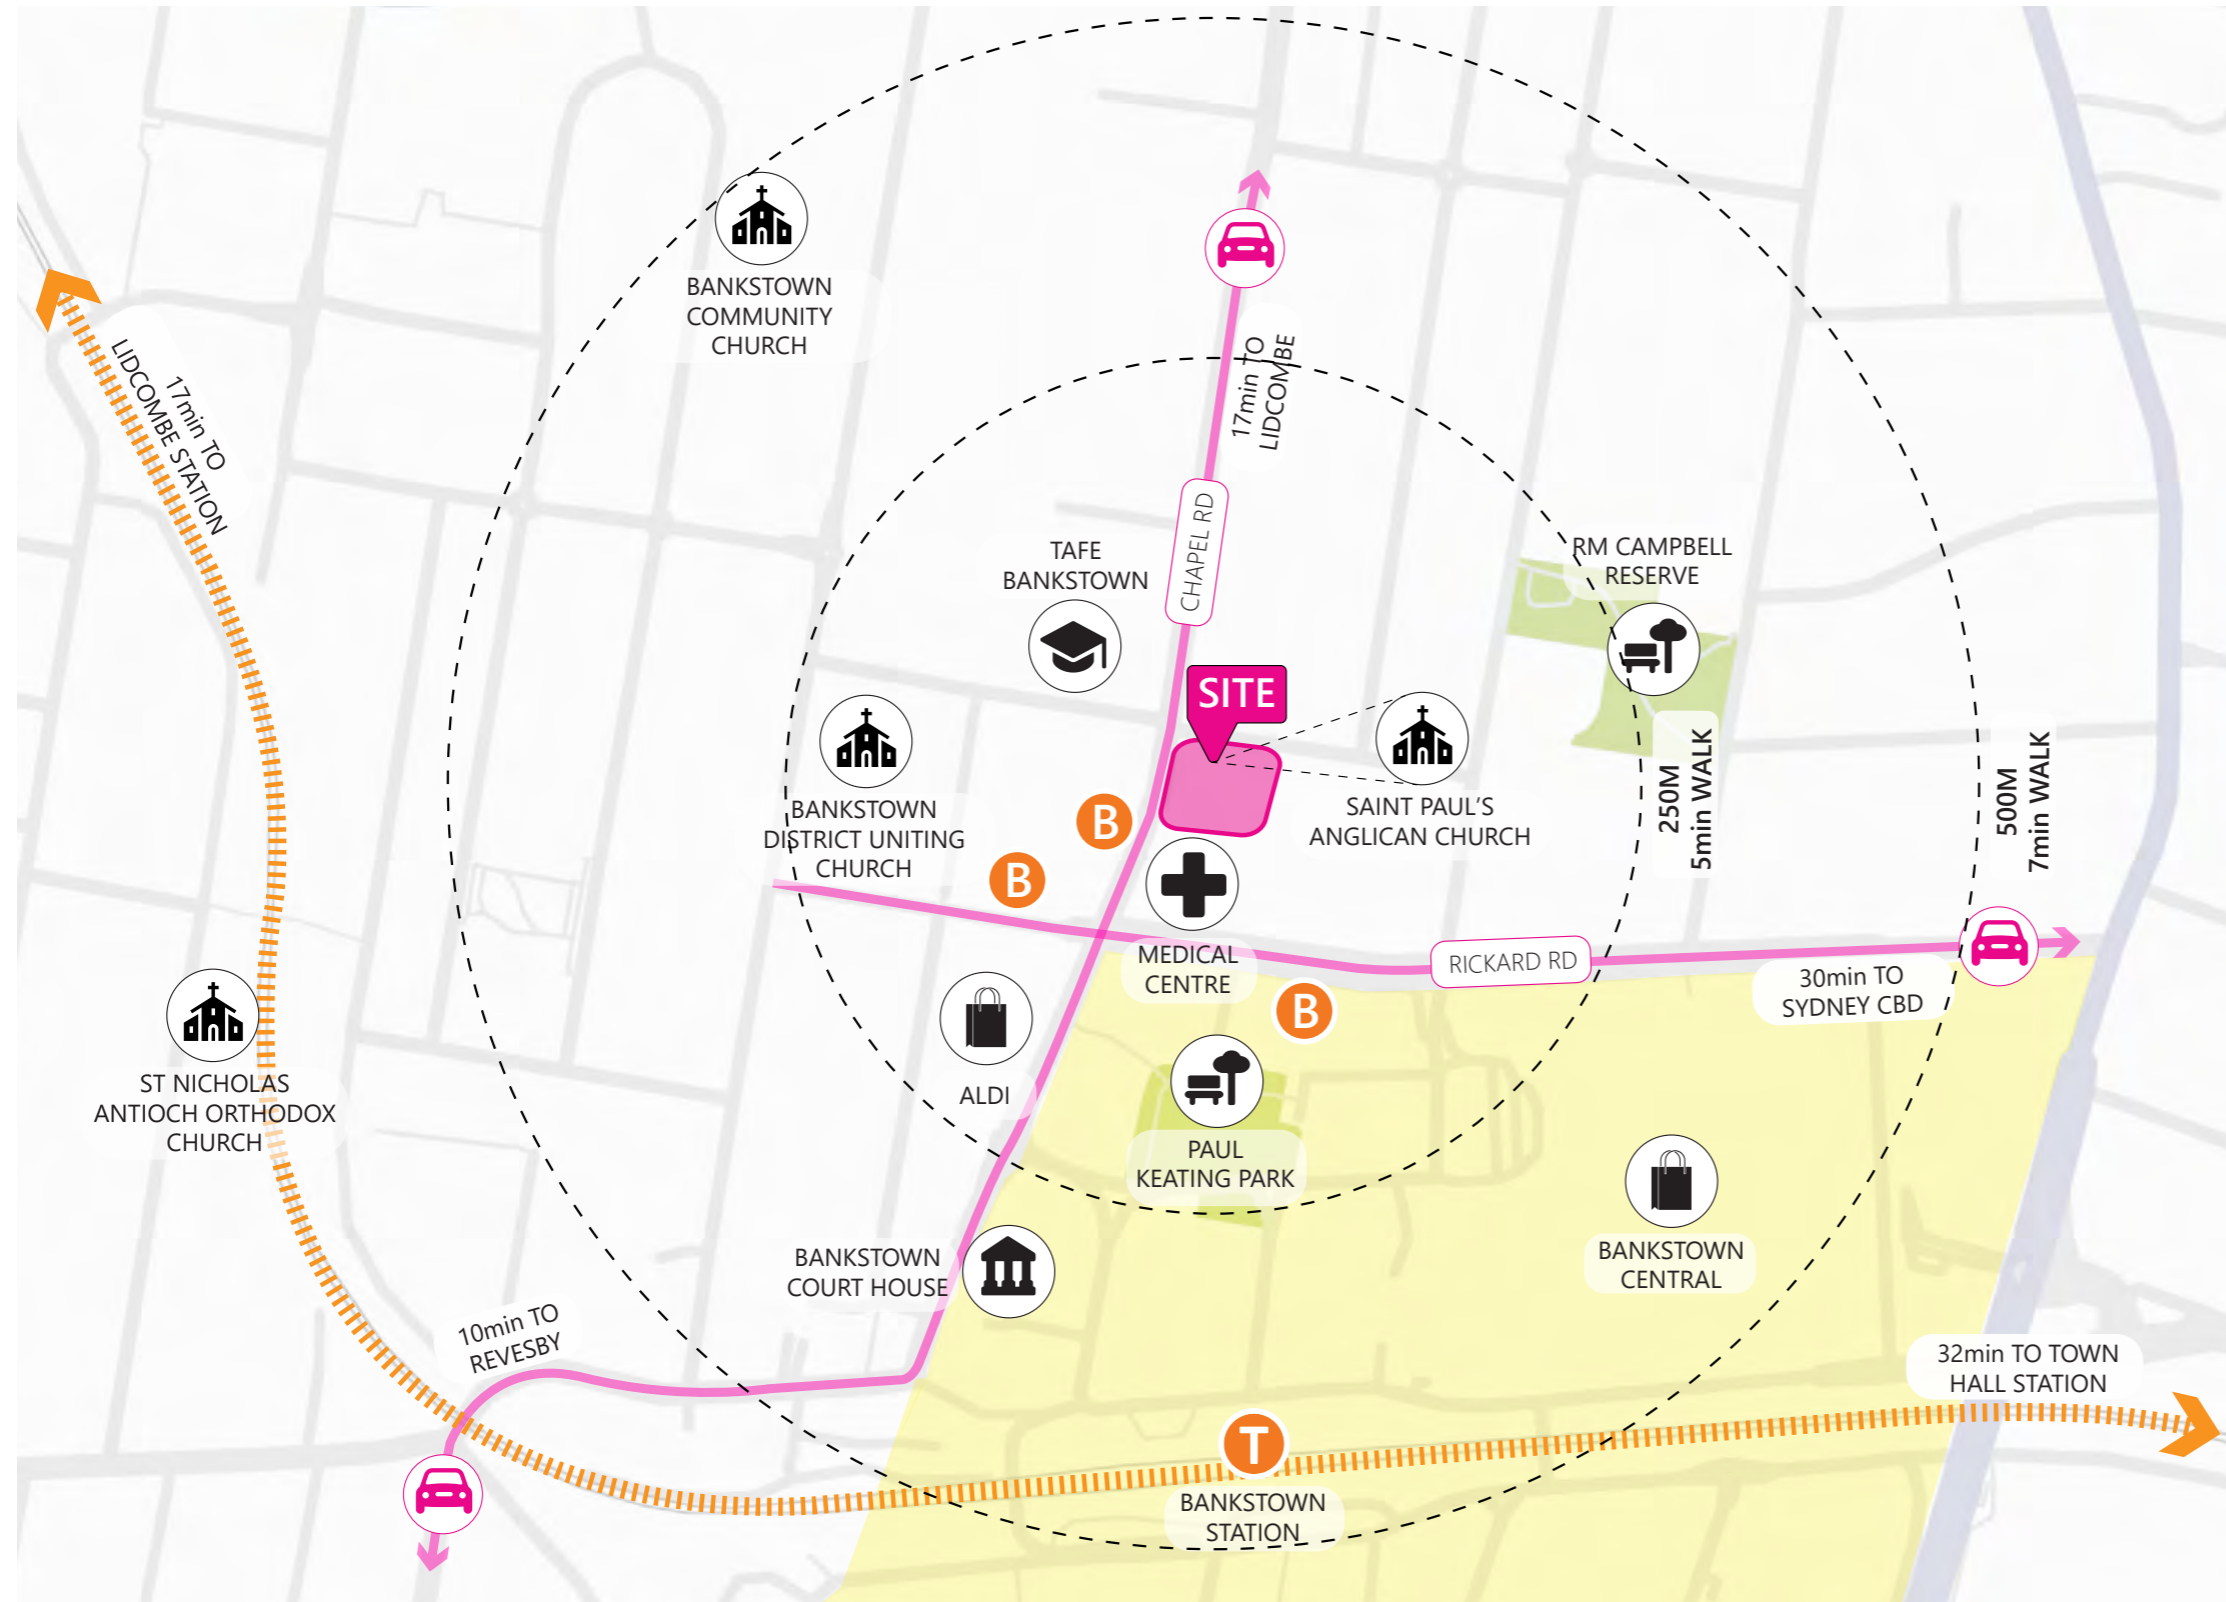 BANKSTOWN
COMMUNITY
CHURCH
17min TO
LIDCOMBE STATION
17min TO
LIDCOMBE
CHAPEL RD
TAFE
BANKSTOWN
RM CAMPBELL
RESERVE
SITE
BANKSTOWN
DISTRICT UNITING
CHURCH
SAINT PAUL'S
ANGLICAN CHURCH
250M
5min WALK
500M
7min WALK
B
B
MEDICAL
CENTRE
RICKARD RD
30min TO
SYDNEY CBD
B
ST NICHOLAS
ANTIOCH ORTHODOX
CHURCH
ALDI
PAUL
KEATING PARK
BANKSTOWN
COURT HOUSE
BANKSTOWN
CENTRAL
10min TO
REVESBY
32min TO TOWN
HALL STATION
T
BANKSTOWN
STATION